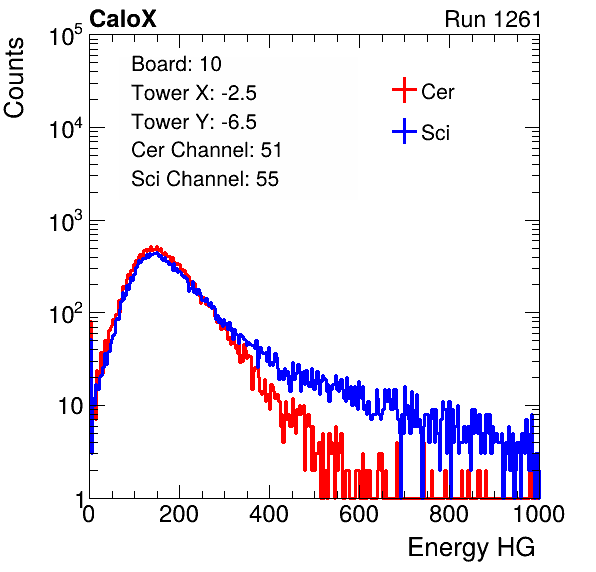 CaloX Run 1261
Counts
Board: 10
Tower X: -2.5
Tower Y: -6.5
Cer Channel: 51
Sci Channel: 55
Cer
Sci
10^5
10^4
10^3
10^2
10
1
0 200 400 600 800 1000
Energy HG